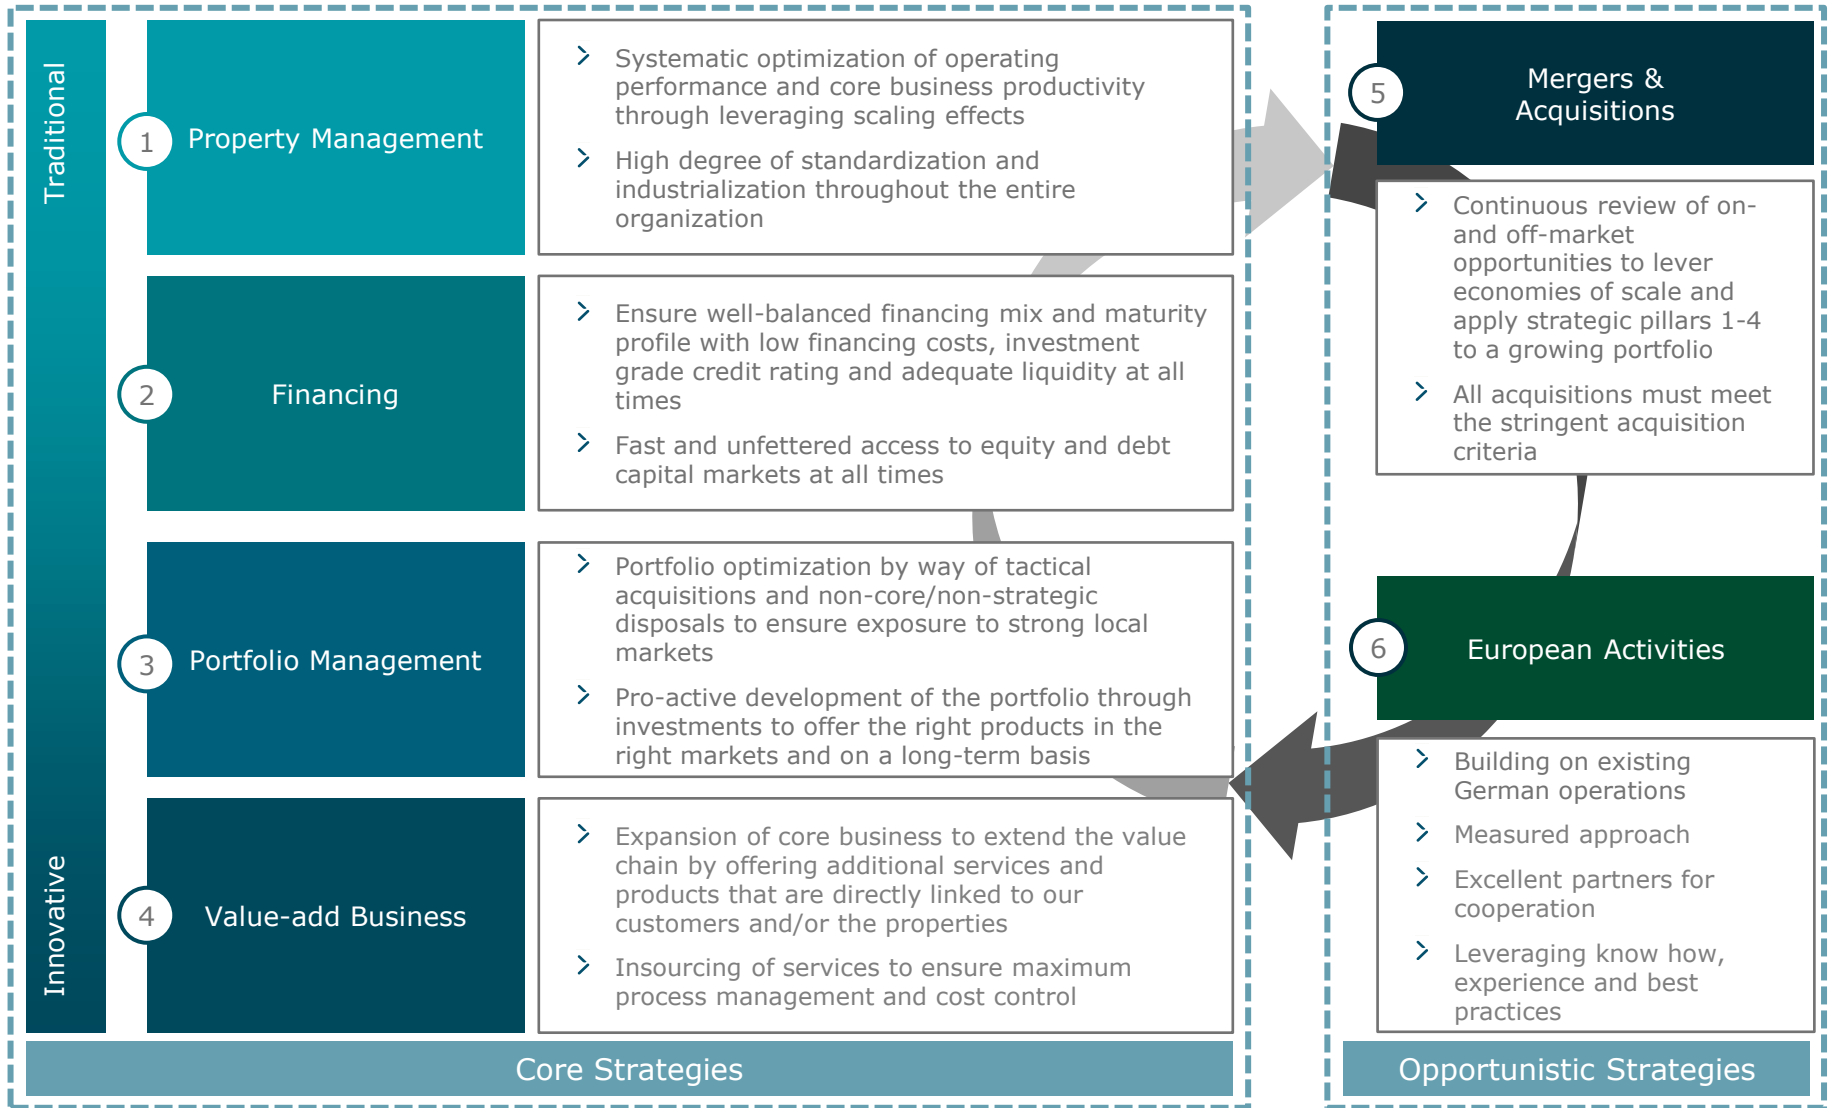 Traditional
Innovative
1
Property Management
Systematic optimization of operating
performance and core business productivity
through leveraging scaling effects
High degree of standardization and
industrialization throughout the entire
organization
2
Financing
Ensure well-balanced financing mix and maturity
profile with low financing costs, investment
grade credit rating and adequate liquidity at all
times
Fast and unfettered access to equity and debt
capital markets at all times
3
Portfolio Management
Portfolio optimization by way of tactical
acquisitions and non-core/non-strategic
disposals to ensure exposure to strong local
markets
Pro-active development of the portfolio through
investments to offer the right products in the
right markets and on a long-term basis
4
Value-add Business
Expansion of core business to extend the value
chain by offering additional services and
products that are directly linked to our
customers and/or the properties
Insourcing of services to ensure maximum
process management and cost control
Core Strategies
5
Mergers &
Acquisitions
Continuous review of on-
and off-market
opportunities to lever
economies of scale and
apply strategic pillars 1-4
to a growing portfolio
All acquisitions must meet
the stringent acquisition
criteria
6
European Activities
Building on existing
German operations
Measured approach
Excellent partners for
cooperation
Leveraging know how,
experience and best
practices
Opportunistic Strategies